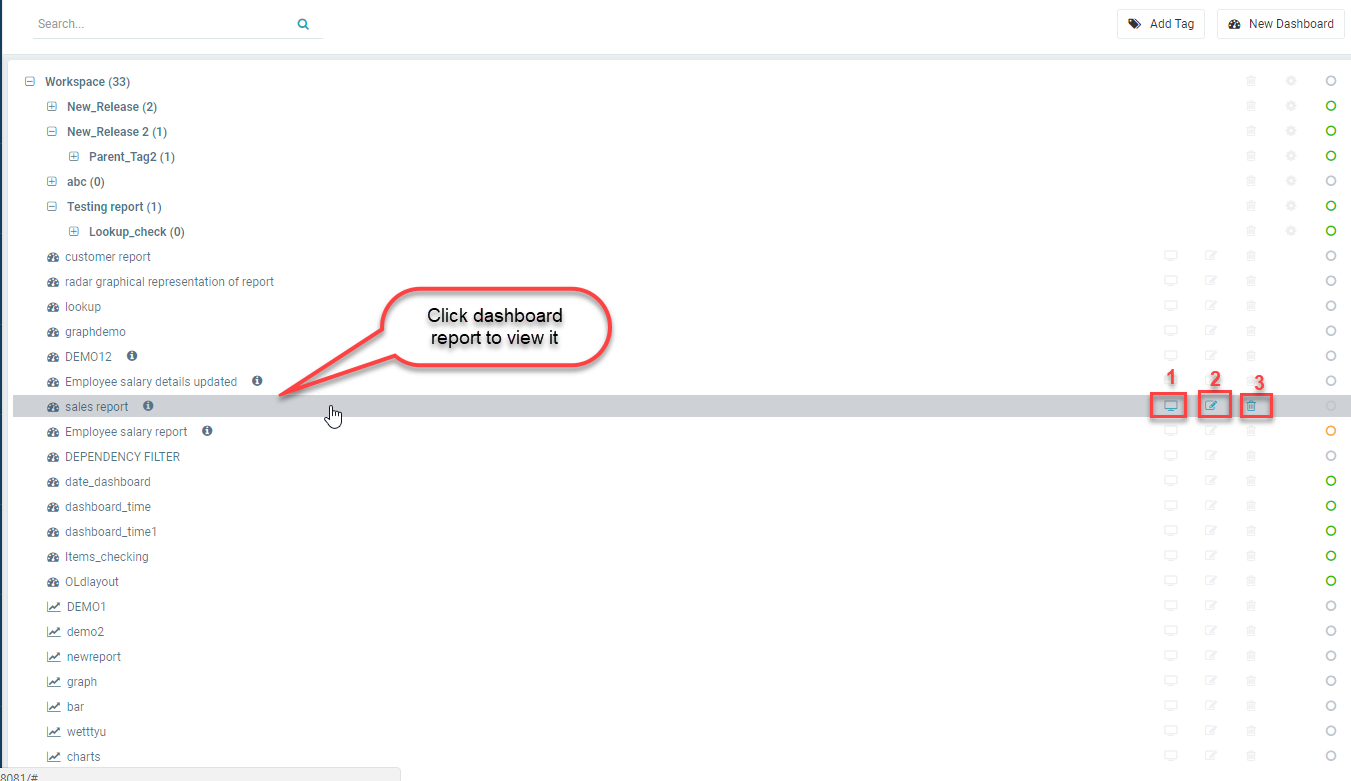 Search...
Add Tag
New Dashboard
Workspace (33)
New_Release (2)
New_Release 2 (1)
Parent_Tag2 (1)
abc (0)
Testing report (1)
Lookup_check (0)
customer report
radar graphical representation of report
lookup
Click dashboard
report to view it
graphdemo
DEMO12
Employee salary details updated
1
2
3
sales report
Employee salary report
DEPENDENCY FILTER
date_dashboard
dashboard_time
dashboard_time1
Items_checking
OLdlayout
DEMO1
demo2
newreport
graph
bar
wetttyu
charts
8081/#